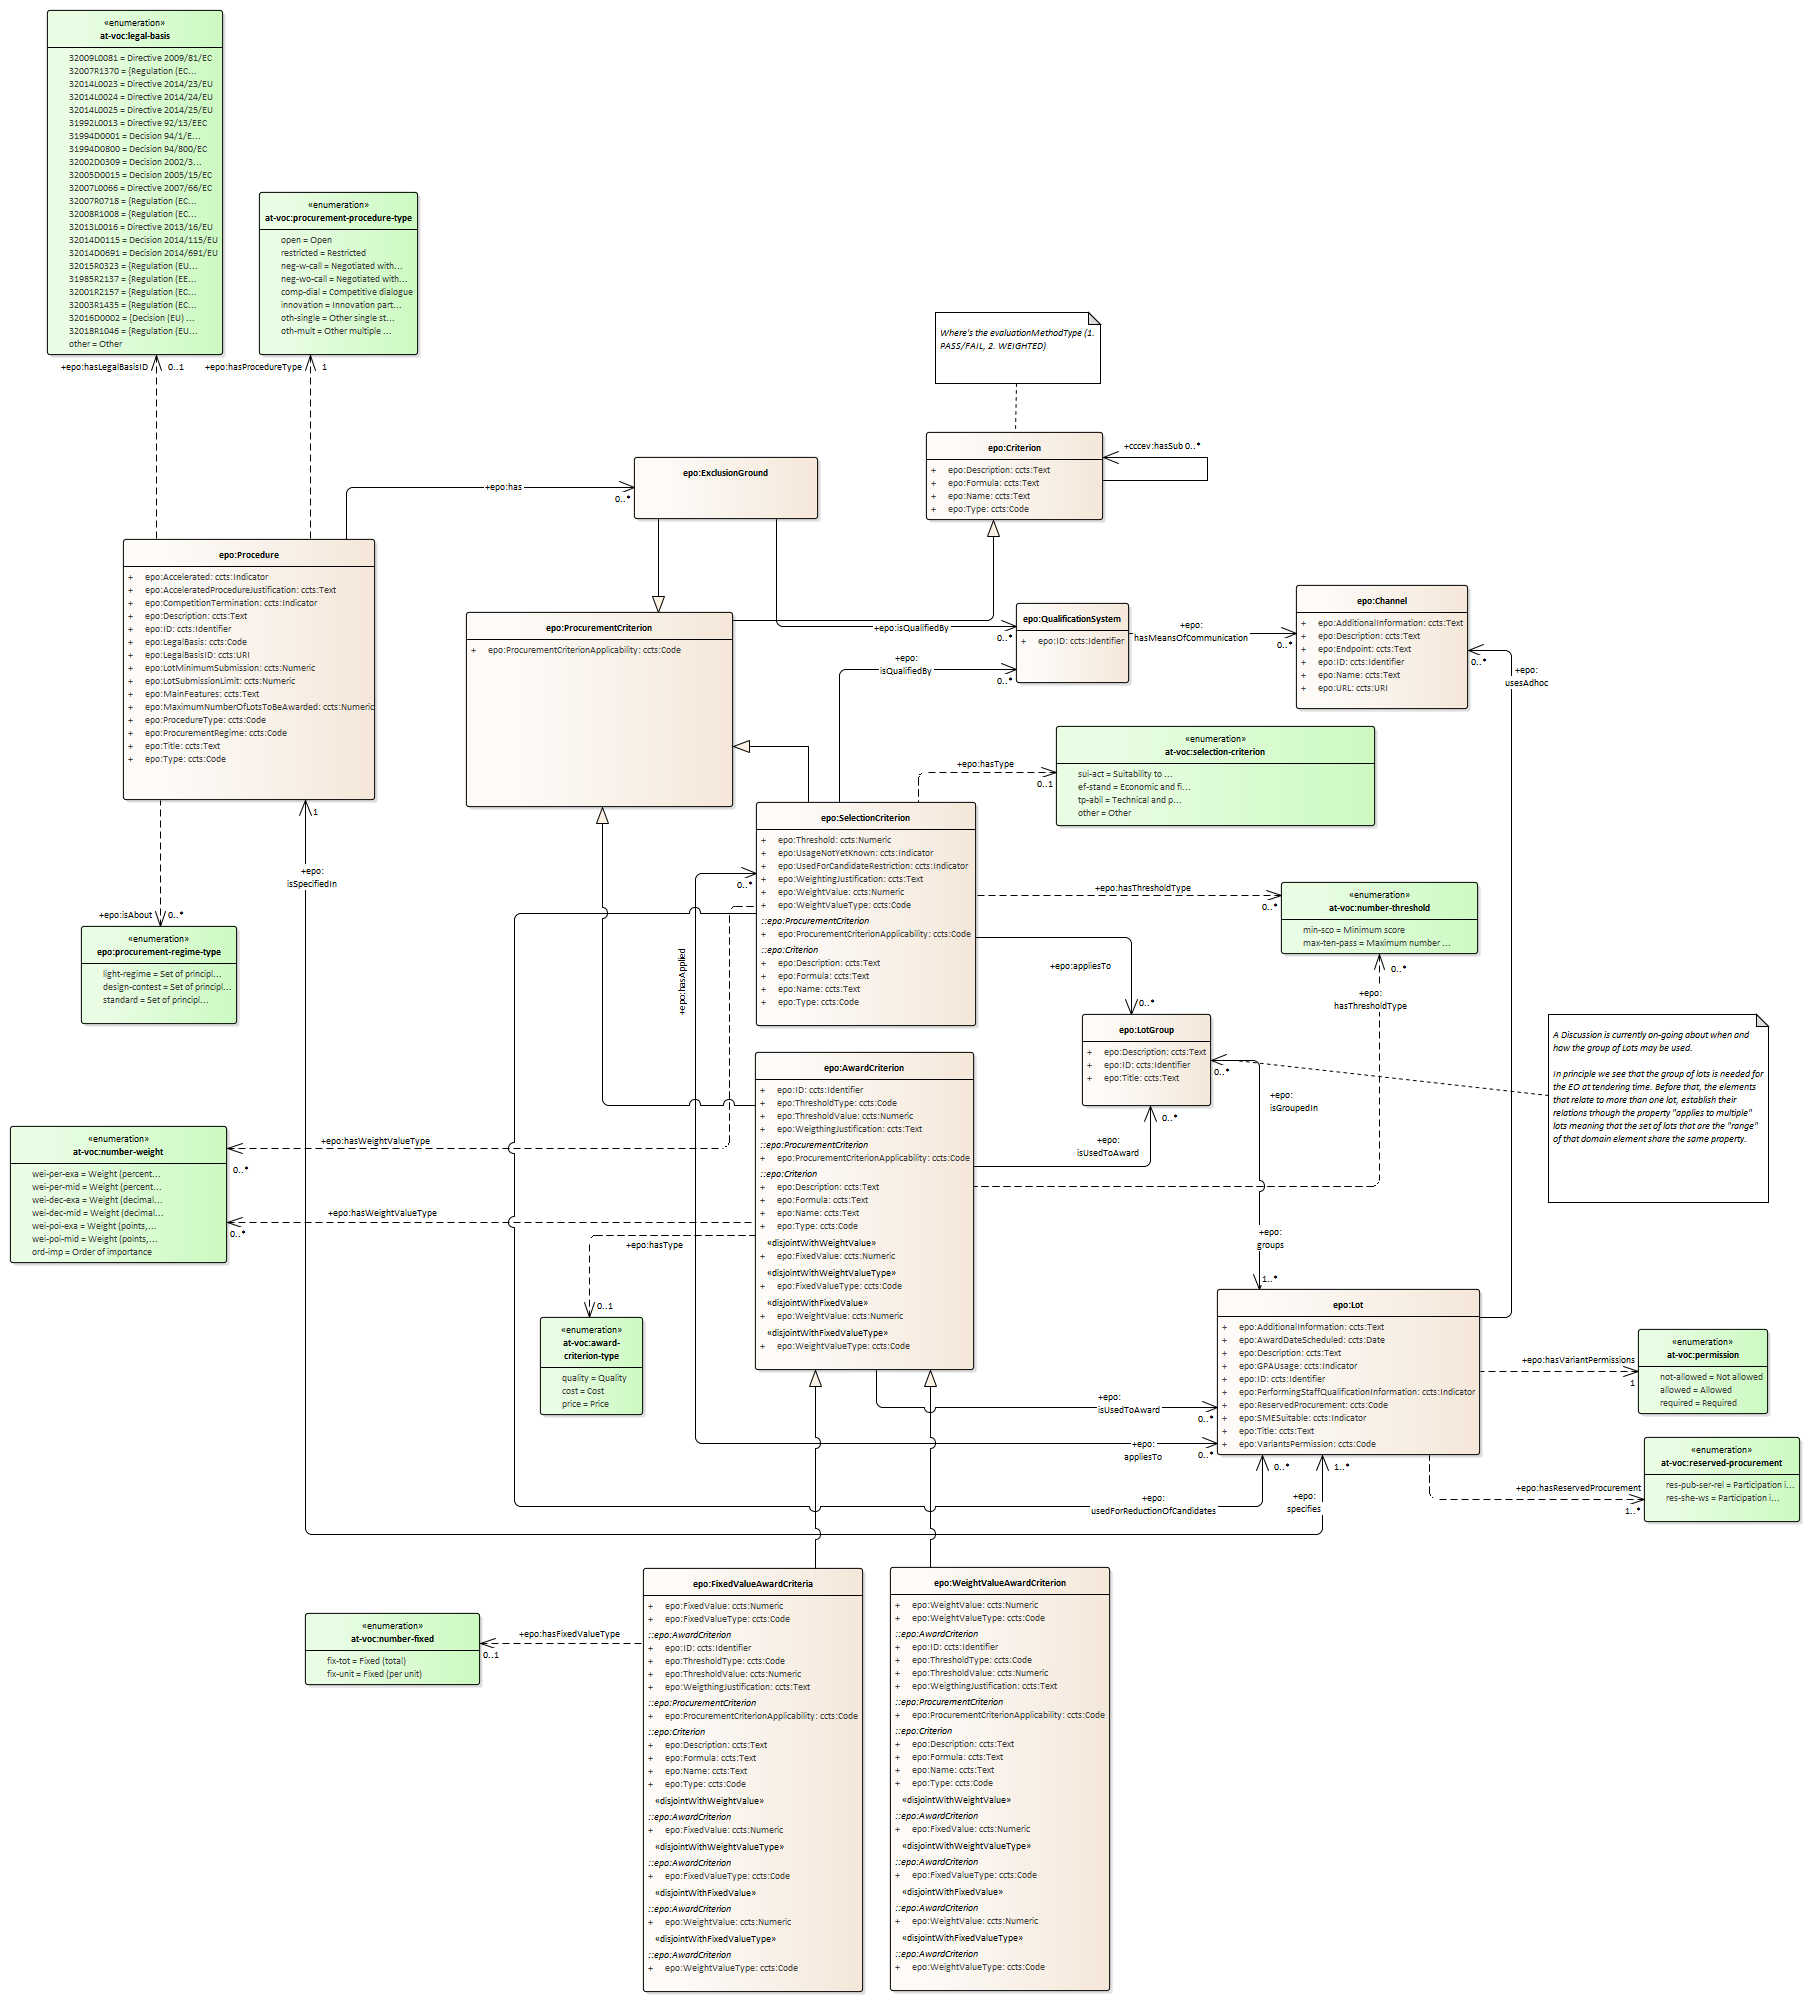 «enumeration»
at-voc:legal-basis
32009L0081 = Directive 2009/81/EC
32007R1370 = {Regulation (EC...
32014L0023 = Directive 2014/23/EU
32014L0024 = Directive 2014/24/EU
32014L0025 = Directive 2014/25/EU
31992L0013 = Directive 92/13/EEC
31994D0001 = Decision 94/1/E...
31994D0800 = Decision 94/800/EC
32002D0309 = Decision 2002/3...
32005D0015 = Decision 2005/15/EC
32007L0066 = Directive 2007/66/EC
32007R0718 = {Regulation (EC...
32008R1008 = {Regulation (EC...
32013L0016 = Directive 2013/16/EU
32014D0115 = Decision 2014/115/EU
32014D0691 = Decision 2014/691/EU
32015R0323 = {Regulation (EU...
31985R2137 = {Regulation (EE...
32001R2157 = {Regulation (EC...
32003R1435 = {Regulation (EC...
32016D0002 = {Decision (EU) ...
32018R1046 = {Regulation (EU...
other = Other
«enumeration»
at-voc:procurement-procedure-type
open = Open
restricted = Restricted
neg-w-call = Negotiated with...
neg-wo-call = Negotiated with...
comp-dial = Competitive dialogue
innovation = Innovation part...
oth-single = Other single st...
oth-mult = Other multiple ...
+epo:hasLegalBasisID
0..1
+epo:hasProcedureType
1
Where's the evaluationMethodType (1.
PASS/FAIL, 2. WEIGHTED)
epo:Criterion
+ epo:Description: ccts:Text
+ epo:Formula: ccts:Text
+ epo:Name: ccts:Text
+ epo:Type: ccts:Code
+cccev:hasSub 0..*
epo:ExclusionGround
+epo:has
0..*
epo:Procedure
+ epo:Accelerated: ccts:Indicator
+ epo:AcceleratedProcedureJustification: ccts:Text
+ epo:CompetitionTermination: ccts:Indicator
+ epo:Description: ccts:Text
+ epo:ID: ccts:Identifier
+ epo:LegalBasis: ccts:Code
+ epo:LegalBasisID: ccts:URI
+ epo:LotMinimumSubmission: ccts:Numeric
+ epo:LotSubmissionLimit: ccts:Numeric
+ epo:MainFeatures: ccts:Text
+ epo:MaximumNumberOfLotsToBeAwarded: ccts:Numeric
+ epo:ProcedureType: ccts:Code
+ epo:ProcurementRegime: ccts:Code
+ epo:Title: ccts:Text
+ epo:Type: ccts:Code
epo:ProcurementCriterion
+ epo:ProcurementCriterionApplicability: ccts:Code
+epo:isQualifiedBy
0..*
epo:QualificationSystem
+ epo:ID: ccts:Identifier
+epo:
hasMeansOfCommunication
0..*
epo:Channel
+ epo:AdditionalInformation: ccts:Text
+ epo:Description: ccts:Text
+ epo:Endpoint: ccts:Text
+ epo:ID: ccts:Identifier
+ epo:Name: ccts:Text
+ epo:URL: ccts:URI
0..*
+epo:
usesAdhoc
+epo:
isQualifiedBy
0..*
+epo:hasType
0..1
«enumeration»
at-voc:selection-criterion
sui-act = Suitability to ...
ef-stand = Economic and fi...
tp-abil = Technical and p...
other = Other
1
+epo:
isSpecifiedIn
+epo:isAbout
0..*
«enumeration»
epo:procurement-regime-type
light-regime = Set of principl...
design-contest = Set of principl...
standard = Set of principl...
epo:SelectionCriterion
+ epo:Threshold: ccts:Numeric
+ epo:UsageNotYetKnown: ccts:Indicator
+ epo:UsedForCandidateRestriction: ccts:Indicator
+ epo:WeightingJustification: ccts:Text
+ epo:WeightValue: ccts:Numeric
+ epo:WeightValueType: ccts:Code
::epo:ProcurementCriterion
+ epo:ProcurementCriterionApplicability: ccts:Code
::epo:Criterion
+ epo:Description: ccts:Text
+ epo:Formula: ccts:Text
+ epo:Name: ccts:Text
+ epo:Type: ccts:Code
0..*
+epo:hasApplied
+epo:hasThresholdType
0..*
«enumeration»
at-voc:number-threshold
min-sco = Minimum score
max-ten-pass = Maximum number ...
0..*
+epo:
hasThresholdType
+epo:appliesTo
0..*
epo:LotGroup
+ epo:Description: ccts:Text
+ epo:ID: ccts:Identifier
+ epo:Title: ccts:Text
0..*
0..*
+epo:
isGroupedIn
A Discussion is currently on-going about when and
how the group of Lots may be used.
In principle we see that the group of lots is needed for
the EO at tendering time. Before that, the elements
that relate to more than one lot, establish their
relations trhough the property "applies to multiple"
lots meaning that the set of lots that are the "range"
of that domain element share the same property.
epo:AwardCriterion
+ epo:ID: ccts:Identifier
+ epo:ThresholdType: ccts:Code
+ epo:ThresholdValue: ccts:Numeric
+ epo:WeigthingJustification: ccts:Text
::epo:ProcurementCriterion
+ epo:ProcurementCriterionApplicability: ccts:Code
::epo:Criterion
+ epo:Description: ccts:Text
+ epo:Formula: ccts:Text
+ epo:Name: ccts:Text
+ epo:Type: ccts:Code
«disjointWithWeightValue»
+ epo:FixedValue: ccts:Numeric
«disjointWithWeightValueType»
+ epo:FixedValueType: ccts:Code
«disjointWithFixedValue»
+ epo:WeightValue: ccts:Numeric
«disjointWithFixedValueType»
+ epo:WeightValueType: ccts:Code
+epo:
isUsedToAward
«enumeration»
at-voc:number-weight
wei-per-exa = Weight (percent...
wei-per-mid = Weight (percent...
wei-dec-exa = Weight (decimal...
wei-dec-mid = Weight (decimal...
wei-poi-exa = Weight (points,...
wei-poi-mid = Weight (points,...
ord-imp = Order of importance
+epo:hasWeightValueType
0..*
+epo:hasWeightValueType
0..*
+epo:hasType
0..1
«enumeration»
at-voc:award-
criterion-type
quality = Quality
cost = Cost
price = Price
+epo:
groups
1..*
epo:Lot
+ epo:AdditionalInformation: ccts:Text
+ epo:AwardDateScheduled: ccts:Date
+ epo:Description: ccts:Text
+ epo:GPAUsage: ccts:Indicator
+ epo:ID: ccts:Identifier
+ epo:PerformingStaffQualificationInformation: ccts:Indicator
+ epo:ReservedProcurement: ccts:Code
+ epo:SMESuitable: ccts:Indicator
+ epo:Title: ccts:Text
+ epo:VariantsPermission: ccts:Code
+epo:hasVariantPermissions
1
«enumeration»
at-voc:permission
not-allowed = Not allowed
allowed = Allowed
required = Required
+epo:
isUsedToAward
0..*
+epo:
appliesTo
0..*
0..*
1..*
«enumeration»
at-voc:reserved-procurement
res-pub-ser-rel = Participation i...
res-she-ws = Participation i...
+epo:hasReservedProcurement
1..*
+epo:
usedForReductionOfCandidates
+epo:
specifies
epo:FixedValueAwardCriteria
+ epo:FixedValue: ccts:Numeric
+ epo:FixedValueType: ccts:Code
::epo:AwardCriterion
+ epo:ID: ccts:Identifier
+ epo:ThresholdType: ccts:Code
+ epo:ThresholdValue: ccts:Numeric
+ epo:WeigthingJustification: ccts:Text
::epo:ProcurementCriterion
+ epo:ProcurementCriterionApplicability: ccts:Code
::epo:Criterion
+ epo:Description: ccts:Text
+ epo:Formula: ccts:Text
+ epo:Name: ccts:Text
+ epo:Type: ccts:Code
«disjointWithWeightValue»
::epo:AwardCriterion
+ epo:FixedValue: ccts:Numeric
«disjointWithWeightValueType»
::epo:AwardCriterion
+ epo:FixedValueType: ccts:Code
«disjointWithFixedValue»
::epo:AwardCriterion
+ epo:WeightValue: ccts:Numeric
«disjointWithFixedValueType»
::epo:AwardCriterion
+ epo:WeightValueType: ccts:Code
epo:WeightValueAwardCriterion
+ epo:WeightValue: ccts:Numeric
+ epo:WeightValueType: ccts:Code
::epo:AwardCriterion
+ epo:ID: ccts:Identifier
+ epo:ThresholdType: ccts:Code
+ epo:ThresholdValue: ccts:Numeric
+ epo:WeigthingJustification: ccts:Text
::epo:ProcurementCriterion
+ epo:ProcurementCriterionApplicability: ccts:Code
::epo:Criterion
+ epo:Description: ccts:Text
+ epo:Formula: ccts:Text
+ epo:Name: ccts:Text
+ epo:Type: ccts:Code
«disjointWithWeightValue»
::epo:AwardCriterion
+ epo:FixedValue: ccts:Numeric
«disjointWithWeightValueType»
::epo:AwardCriterion
+ epo:FixedValueType: ccts:Code
«disjointWithFixedValue»
::epo:AwardCriterion
+ epo:WeightValue: ccts:Numeric
«disjointWithFixedValueType»
::epo:AwardCriterion
+ epo:WeightValueType: ccts:Code
«enumeration»
at-voc:number-fixed
fix-tot = Fixed (total)
fix-unit = Fixed (per unit)
+epo:hasFixedValueType
0..1